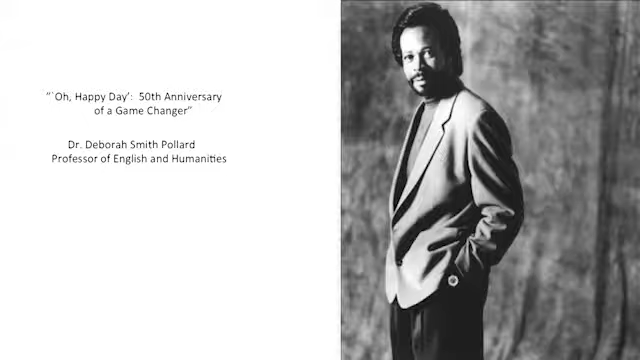 "`Oh, Happy Day': 50th Anniversary
of a Game Changer"
Dr. Deborah Smith Pollard
Professor of English and Humanities